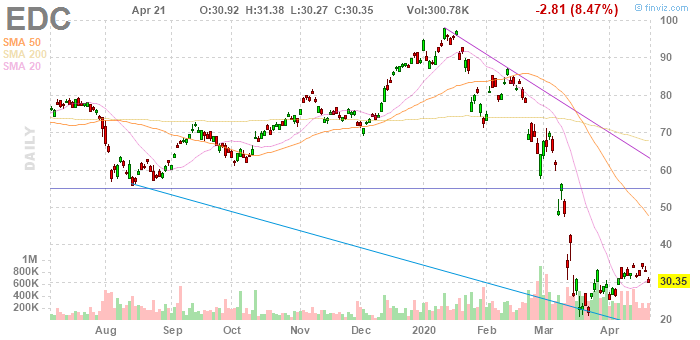 EDC Apr 21 O:30.92 H:31.38 L:30.27 C:30.35 Vol:300.78K -2.81 (8.47%)
© finviz.com
SMA 50
SMA 200
SMA 20
DAILY
100
90
80
70
60
50
40
30.35
20
1M
800K
600K
400K
200K
Aug Sep Oct Nov Dec 2020 Feb Mar Apr